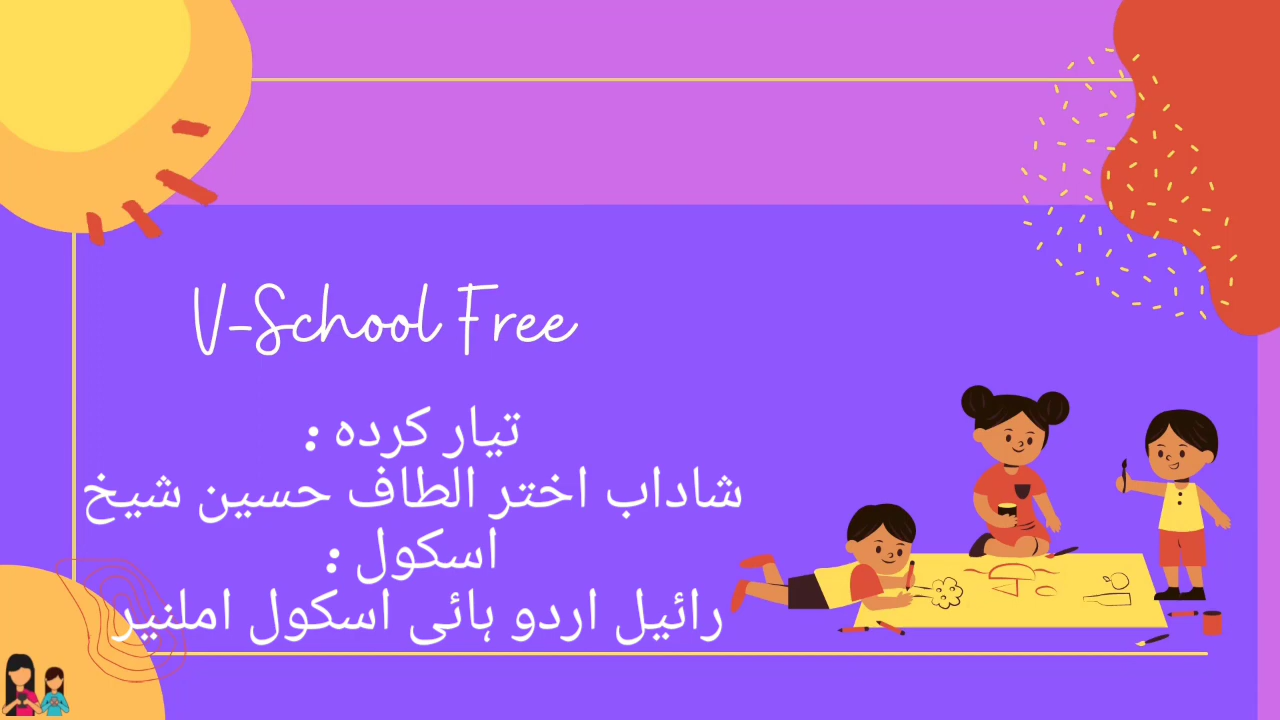 V-School Free
تیار کردہ :
شاداب اختر الطاف حسین شیخ
اسکول :
رائیل اردو ہائی اسکول املنیر